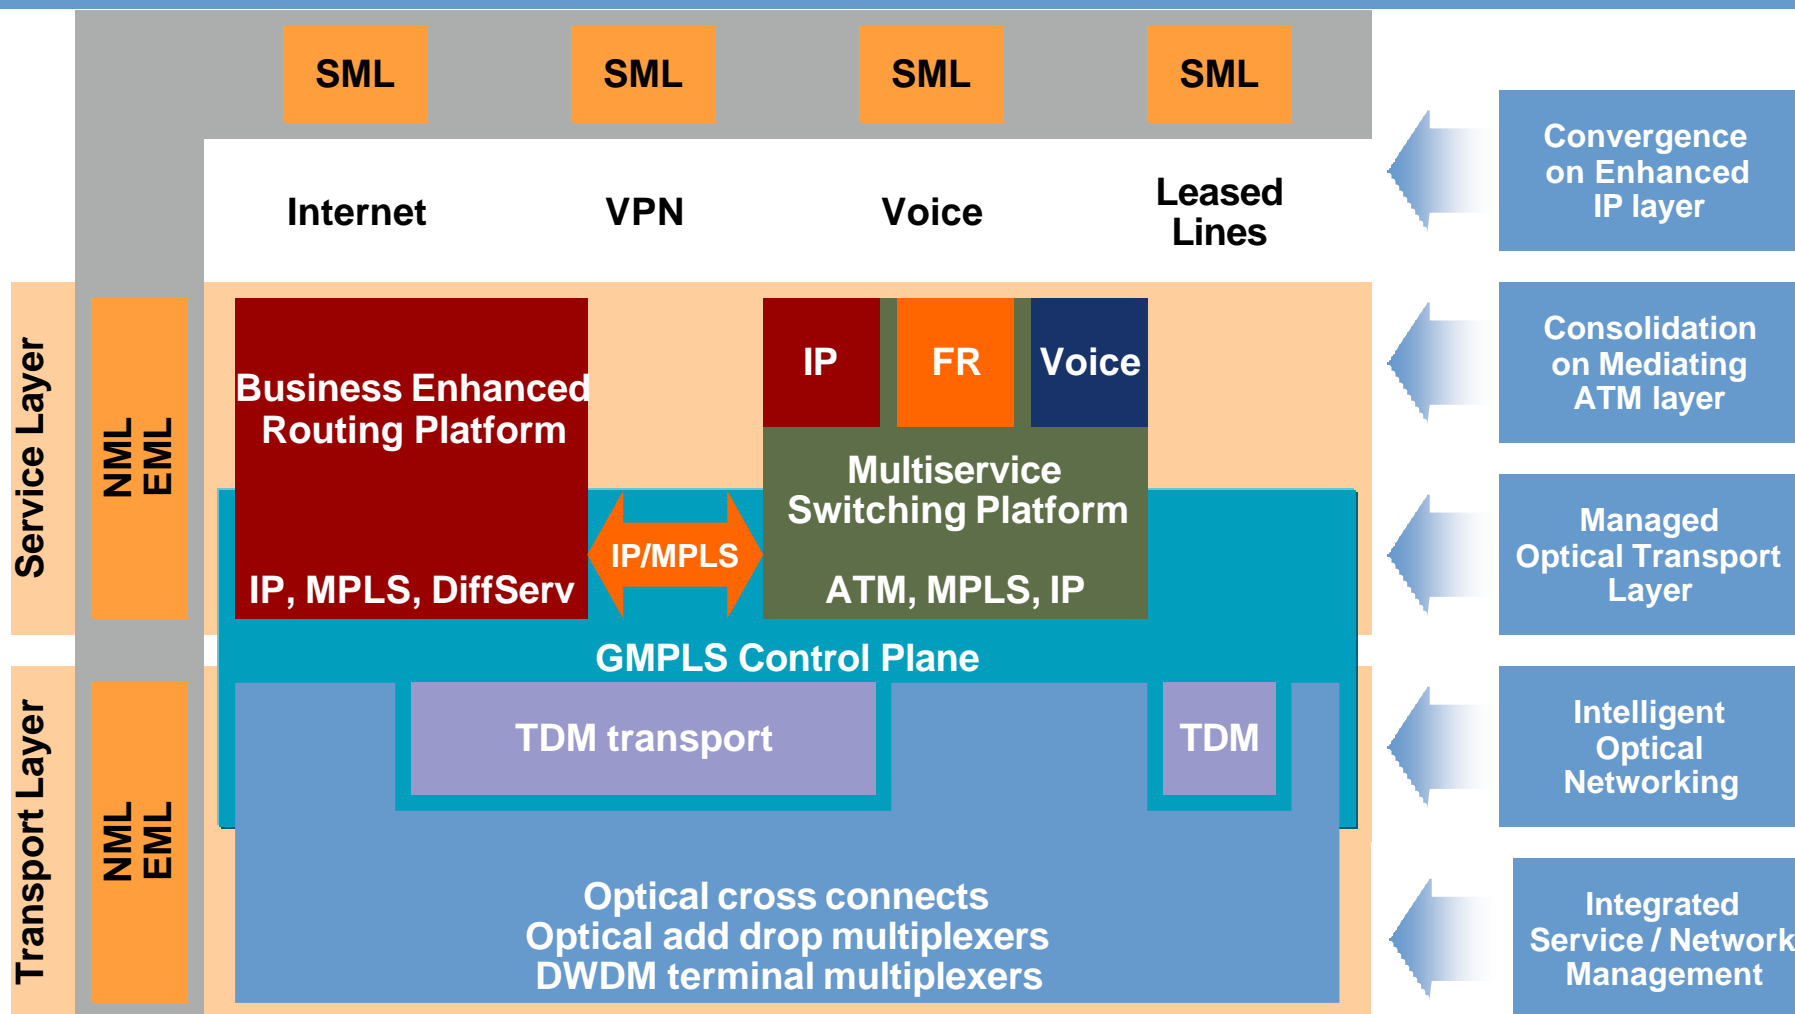 SML
SML
SML
SML
Internet
VPN
Voice
Leased
Lines
Service Layer
NML
EML
Business Enhanced
Routing Platform
IP, MPLS, DiffServ
IP/MPLS
IP
FR
Voice
Multiservice
Switching Platform
ATM, MPLS, IP
GMPLS Control Plane
Transport Layer
NML
EML
TDM transport
TDM
Optical cross connects
Optical add drop multiplexers
DWDM terminal multiplexers
Convergence
on Enhanced
IP layer
Consolidation
on Mediating
ATM layer
Managed
Optical Transport
Layer
Intelligent
Optical
Networking
Integrated
Service / Network
Management